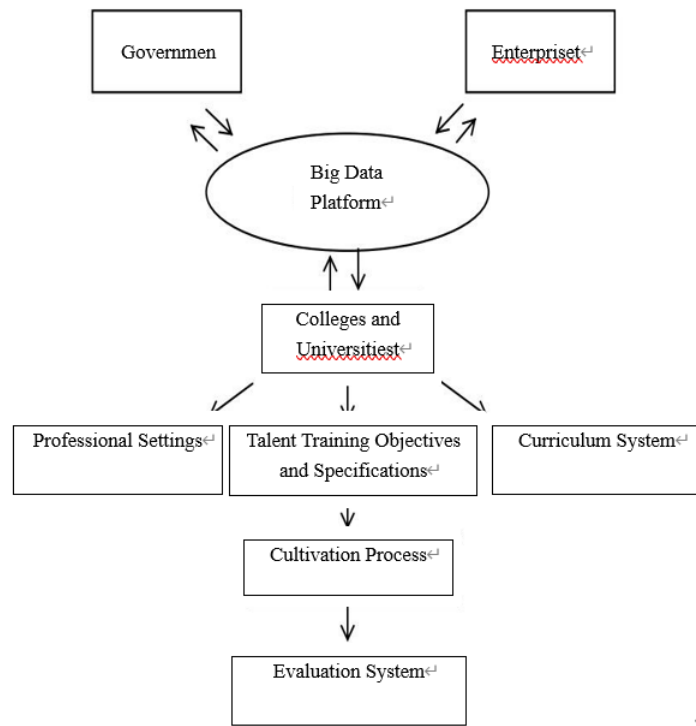 Governmen
Enterpriset↵
Big Data
Platform↵
Colleges and
Universitiest↵
Professional Settings↵
Talent Training Objectives
and Specifications↵
Curriculum System↵
Cultivation Process↵
Evaluation System↵